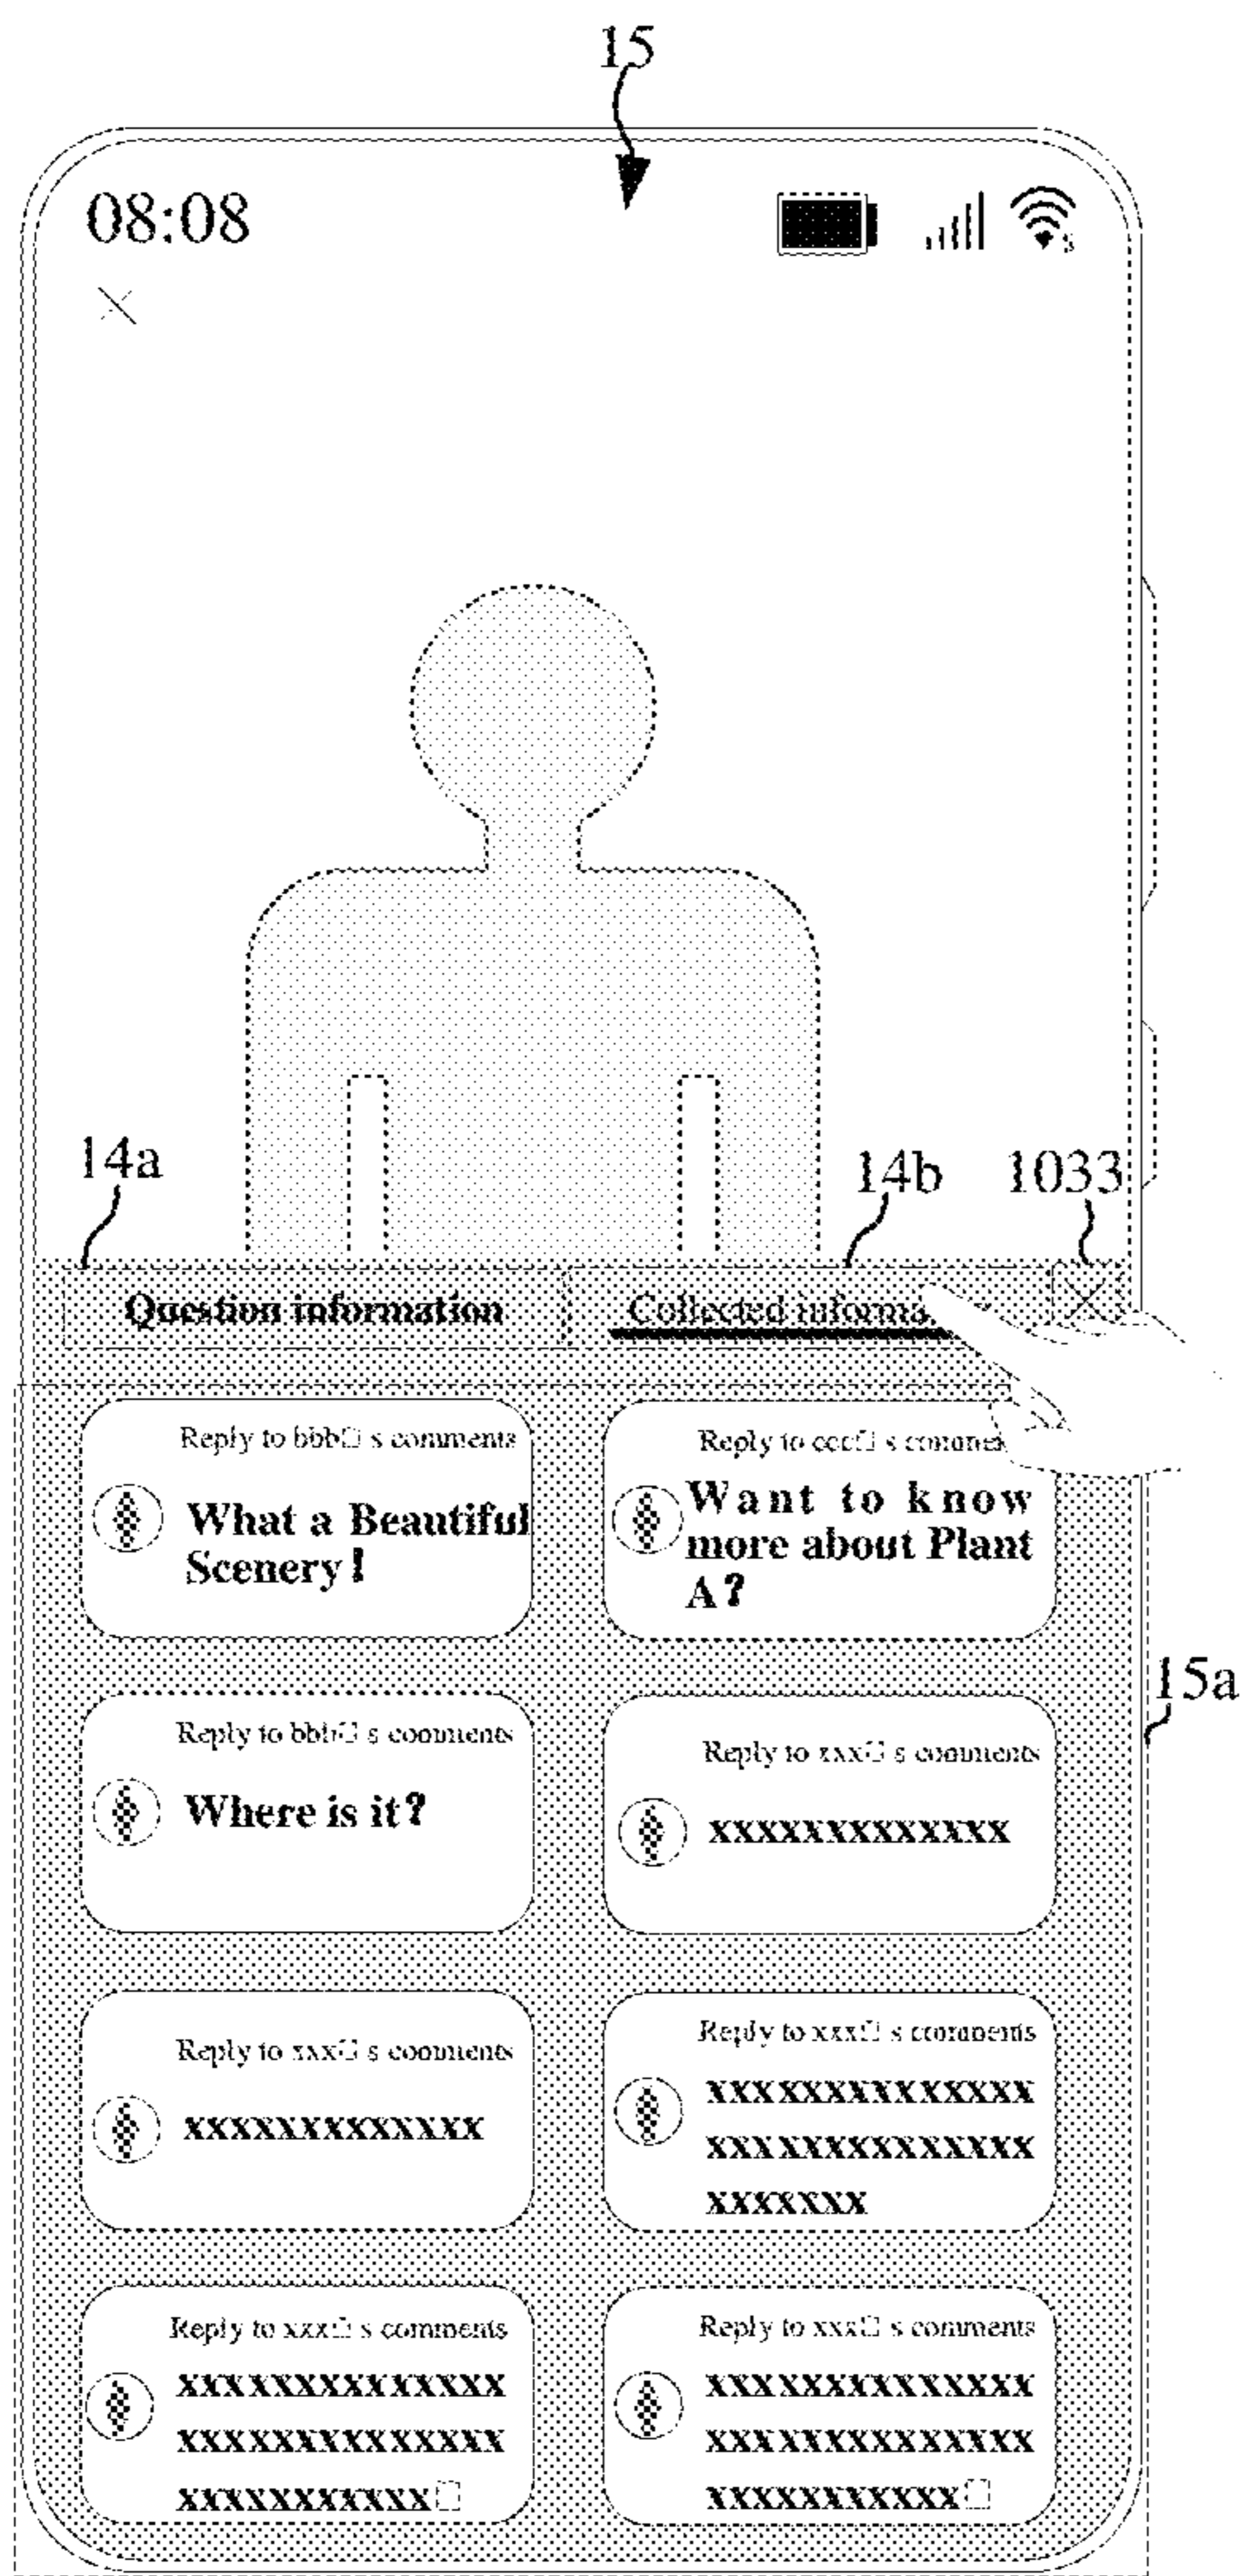 15
08:08
14a
14b
1033
Question information
Collected informa
Reply to bbb□ s comments
What a Beautiful
Scenery!
Reply to ccc□ s commen
Want to know
more about Plant
A?
15a
Reply to bbb□ s comments
Where is it?
Reply to xxx□ s comments
XXXXXXXXXXXXX
Reply to xxx□ s comments
XXXXXXXXXXXXX
Reply to xxx□ s comments
XXXXXXXXXXXXXX
XXXXXXXXXXXXXX
XXXXXXX
Reply to xxx□ s comments
XXXXXXXXXXXXXX
XXXXXXXXXXXXXX
XXXXXXXXXXX□
Reply to xxx□ s comments
XXXXXXXXXXXXXX
XXXXXXXXXXXXXX
XXXXXXXXXXX□